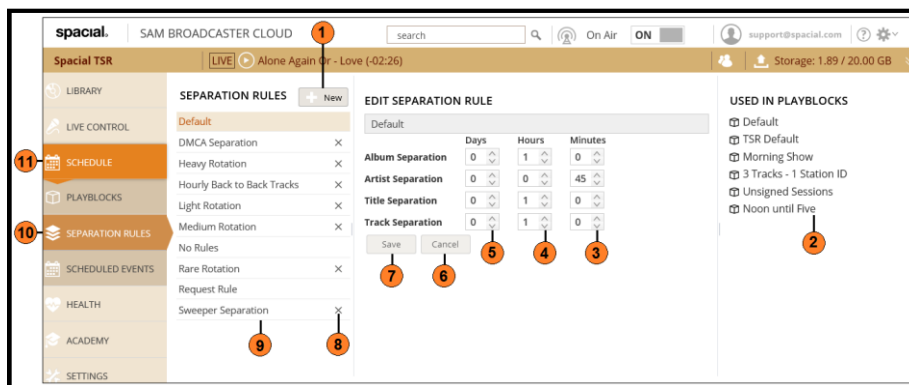 spacial. SAM BROADCASTER CLOUD 1 search On Air ON support@spacial.com ?
Spacial TSR LIVE Alone Again Or - Love (-02:26) Storage: 1.89 / 20.00 GB
LIBRARY
LIVE CONTROL
11 SCHEDULE
PLAYBLOCKS
10 SEPARATION RULES
SCHEDULED EVENTS
HEALTH
ACADEMY
SETTINGS
SEPARATION RULES + New
Default
DMCA Separation ×
Heavy Rotation ×
Hourly Back to Back Tracks ×
Light Rotation ×
Medium Rotation ×
No Rules
Rare Rotation ×
Request Rule
Sweeper Separation ×
9 8
EDIT SEPARATION RULE
Default
Days Hours Minutes
Album Separation 0 1 0
Artist Separation 0 0 45
Title Separation 0 1 0
Track Separation 0 1 0
Save Cancel 5 4 3
7 6
USED IN PLAYBLOCKS
Default
TSR Default
Morning Show
3 Tracks - 1 Station ID
Unsigned Sessions
Noon until Five
2